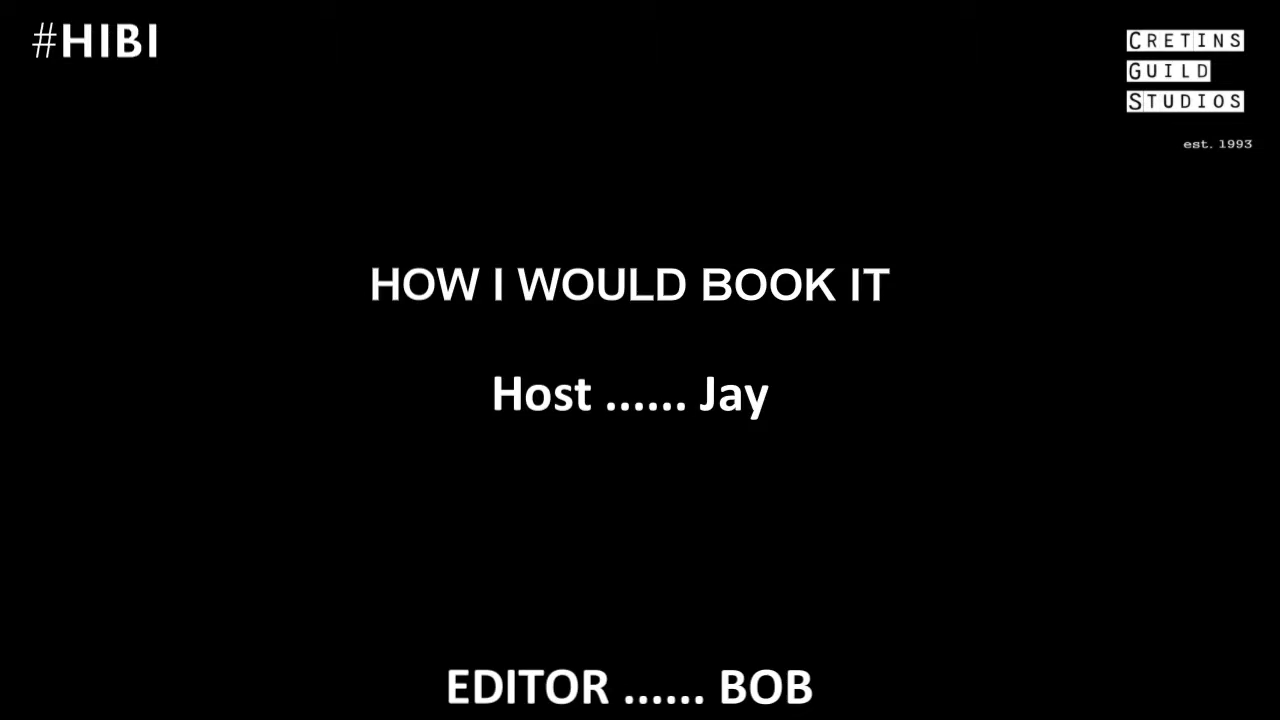 #HIBI
CRETINS
GUILD
STUDIOS
est. 1993
HOW I WOULD BOOK IT
Host ...... Jay
EDITOR ...... BOB